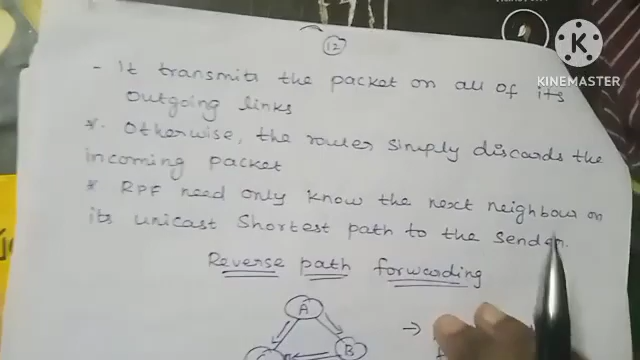 12
K
KINEMASTER
- It transmits the packet on all of its
outgoing links
* Otherwise, the router simply discards the
incoming packet
* RPF need only know the next neighbour on
its unicast shortest path to the sender.
Reverse path forwarding
A
→
B